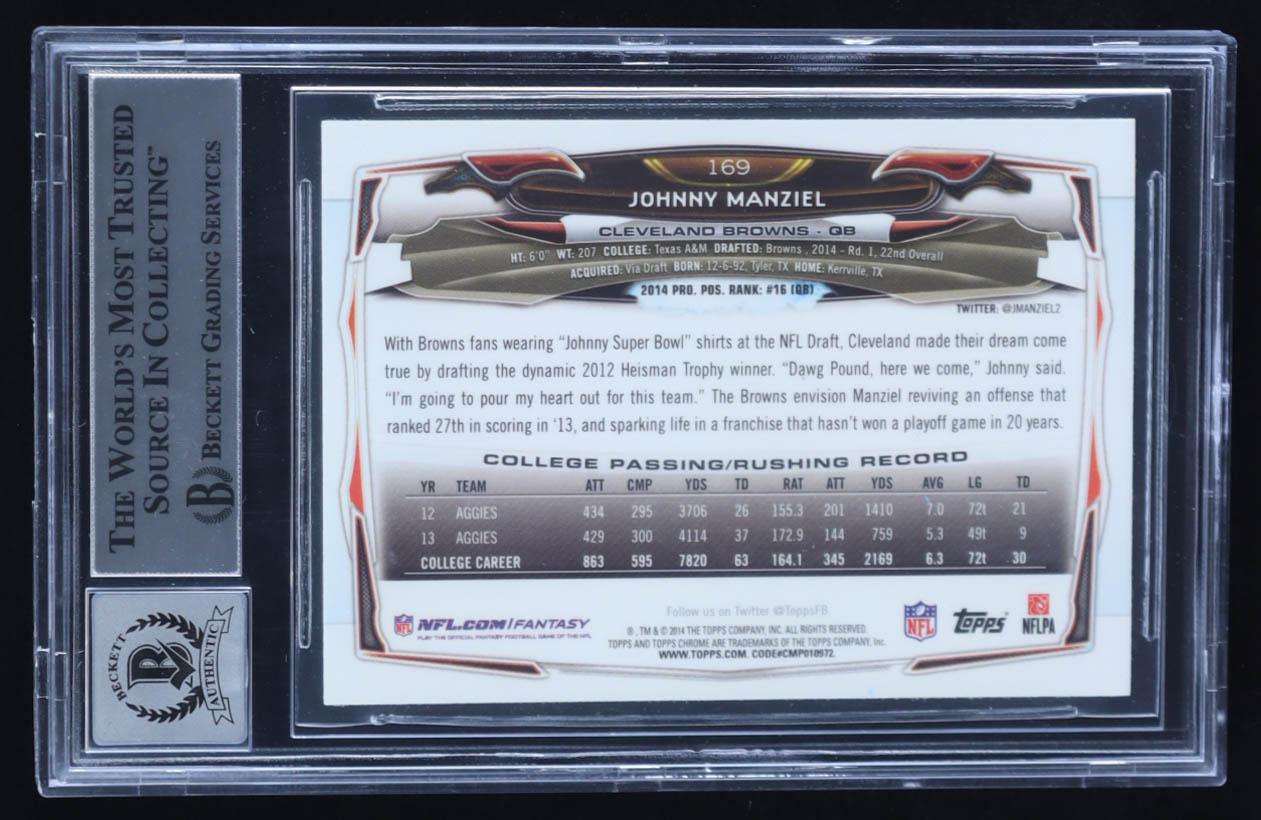 THE WORLD'S MOST TRUSTED
SOURCE IN COLLECTING™
BECKETT GRADING SERVICES
B
BECKETT
B
AUTHENTIC
169
JOHNNY MANZIEL
CLEVELAND BROWNS · QB
HT: 6'0" WT: 207 COLLEGE: Texas A&M DRAFTED: Browns, 2014 - Rd. 1, 22nd Overall
ACQUIRED: Via Draft BORN: 12-6-92, Tyler, TX HOME: Kerrville, TX
2014 PRO. POS. RANK: #16 (QB)
TWITTER: @JMANZIEL2
With Browns fans wearing “Johnny Super Bowl” shirts at the NFL Draft, Cleveland made their dream come
true by drafting the dynamic 2012 Heisman Trophy winner. “Dawg Pound, here we come,” Johnny said.
“I'm going to pour my heart out for this team.” The Browns envision Manziel reviving an offense that
ranked 27th in scoring in '13, and sparking life in a franchise that hasn't won a playoff game in 20 years.
COLLEGE PASSING/RUSHING RECORD
YR TEAM ATT CMP YDS TD RAT ATT YDS AVG LG TD
12 AGGIES 434 295 3706 26 155.3 201 1410 7.0 72t 21
13 AGGIES 429 300 4114 37 172.9 144 759 5.3 49t 9
COLLEGE CAREER 863 595 7820 63 164.1 345 2169 6.3 72t 30
Follow us on Twitter @ToppsFB
NFL NFL.COM/FANTASY
PLAY THE OFFICIAL FANTASY FOOTBALL GAME OF THE NFL
®, TM & © 2014 THE TOPPS COMPANY, INC. ALL RIGHTS RESERVED.
TOPPS AND TOPPS CHROME ARE TRADEMARKS OF THE TOPPS COMPANY, Inc.
WWW.TOPPS.COM. CODE#CMP010972.
NFL
Topps
NFLPA